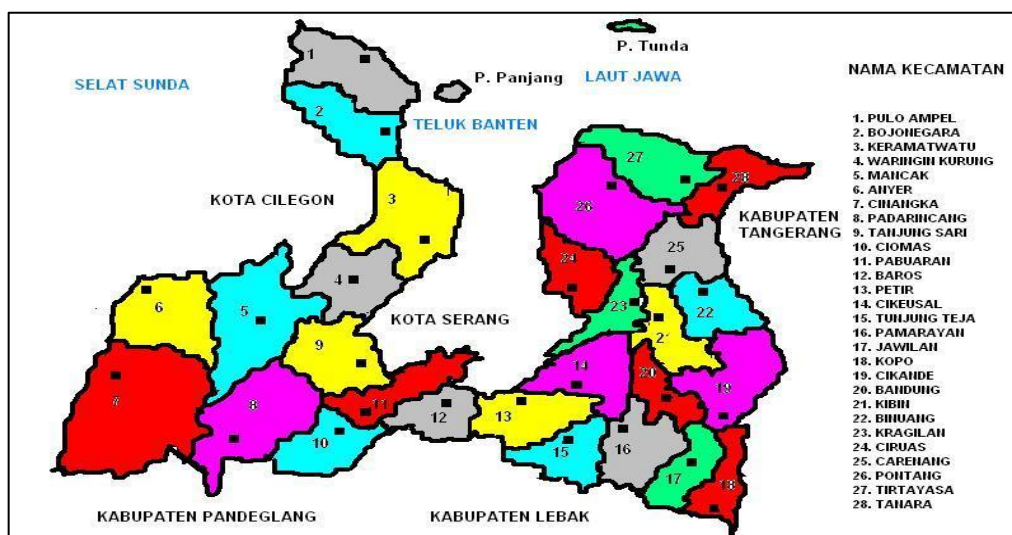 1
P. Tunda
SELAT SUNDA
P. Panjang
LAUT JAWA
2
TELUK BANTEN
27
28
KOTA CILEGON
3
26
KABUPATEN
TANGERANG
25
4
24
6
5
KOTA SERANG
23
22
21
9
7
8
14
20
19
11
12
13
10
15
16
17
18
KABUPATEN PANDEGLANG
KABUPATEN LEBAK
NAMA KECAMATAN
1. PULO AMPEL
2. BOJONEGARA
3. KERAMATWATU
4. WARINGIN KURUNG
5. MANCAK
6. ANYER
7. CINANGKA
8. PADARINCANG
9. TANJUNG SARI
10. CIOMAS
11. PABUARAN
12. BAROS
13. PETIR
14. CIKEUSAL
15. TUNJUNG TEJA
16. PAMARAYAN
17. JAWILAN
18. KOPO
19. CIKANDE
20. BANDUNG
21. KIBIN
22. BINUANG
23. KRAGILAN
24. CIRUAS
25. CARENANG
26. PONTANG
27. TIRTAYASA
28. TANARA